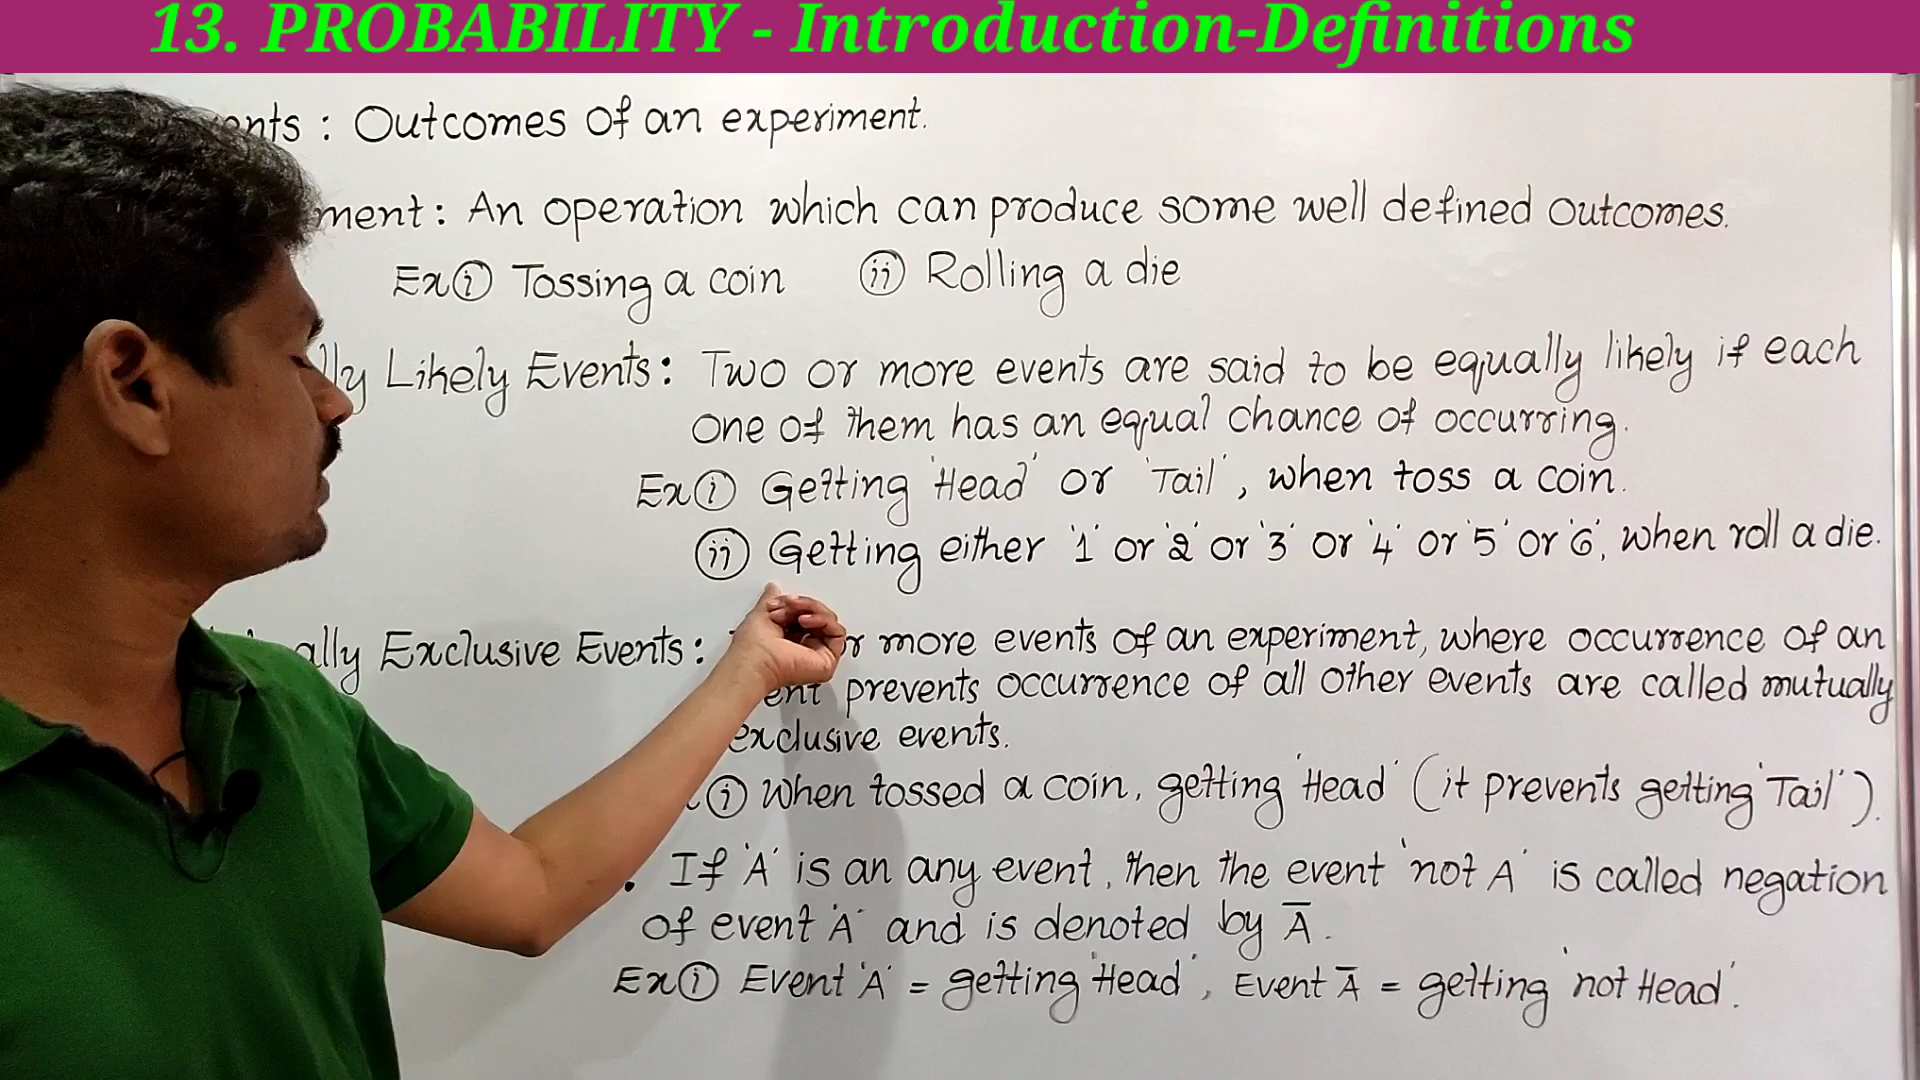 13. PROBABILITY - Introduction-Definitions
: Outcomes of an experiment.
: An operation which can produce some well defined outcomes.
Ex (i) Tossing a coin (ii) Rolling a die
Likely Events: Two or more events are said to be equally likely if each
one of them has an equal chance of occurring.
Ex (i) Getting 'Head' or 'Tail', when toss a coin.
(ii) Getting either '1' or '2' or '3' or '4' or '5' or '6', when roll a die.
Exclusive Events: more events of an experiment, where occurrence of an
prevents occurrence of all other events are called mutually
exclusive events.
(i) When tossed a coin, getting 'Head' (it prevents getting 'Tail').
. If 'A' is an any event, then the event 'not A' is called negation
of event 'A' and is denoted by A̅.
Ex (i) Event 'A' = getting 'Head', Event A̅ = getting 'not Head'.